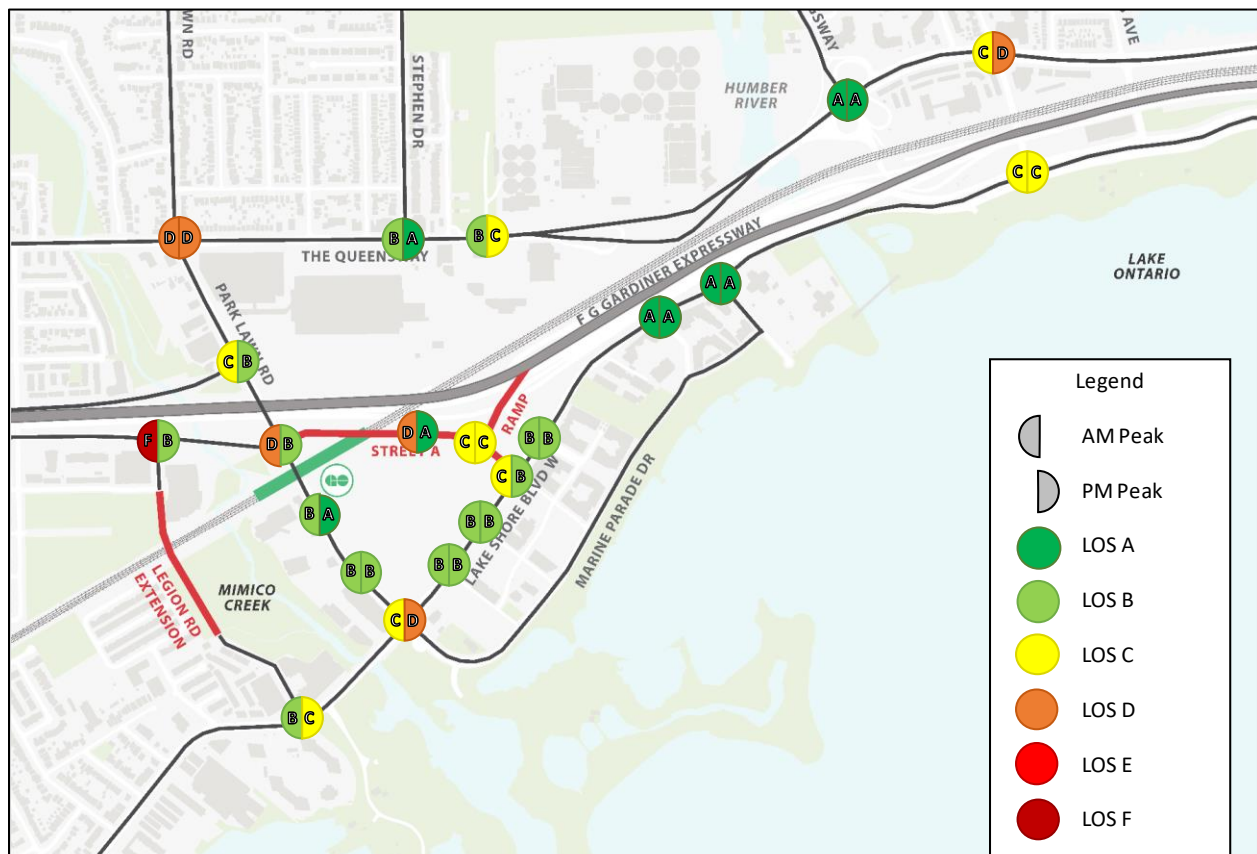 WN RD
STEPHEN DR
GSWAY
AVE
C D
HUMBER
RIVER
A A
C C
D D
B A
B C
THE QUEENSWAY
F G GARDINER EXPRESSWAY
LAKE
ONTARIO
A A
A A
PARK LAWN RD
C B
F B
D B
D A
STREET A
C C
RAMP
B B
C B
B A
B B
LAKE SHORE BLVD W
B B
B B
MARINE PARADE DR
LEGION RD
EXTENSION
MIMICO
CREEK
C D
B C
Legend
AM Peak
PM Peak
LOS A
LOS B
LOS C
LOS D
LOS E
LOS F